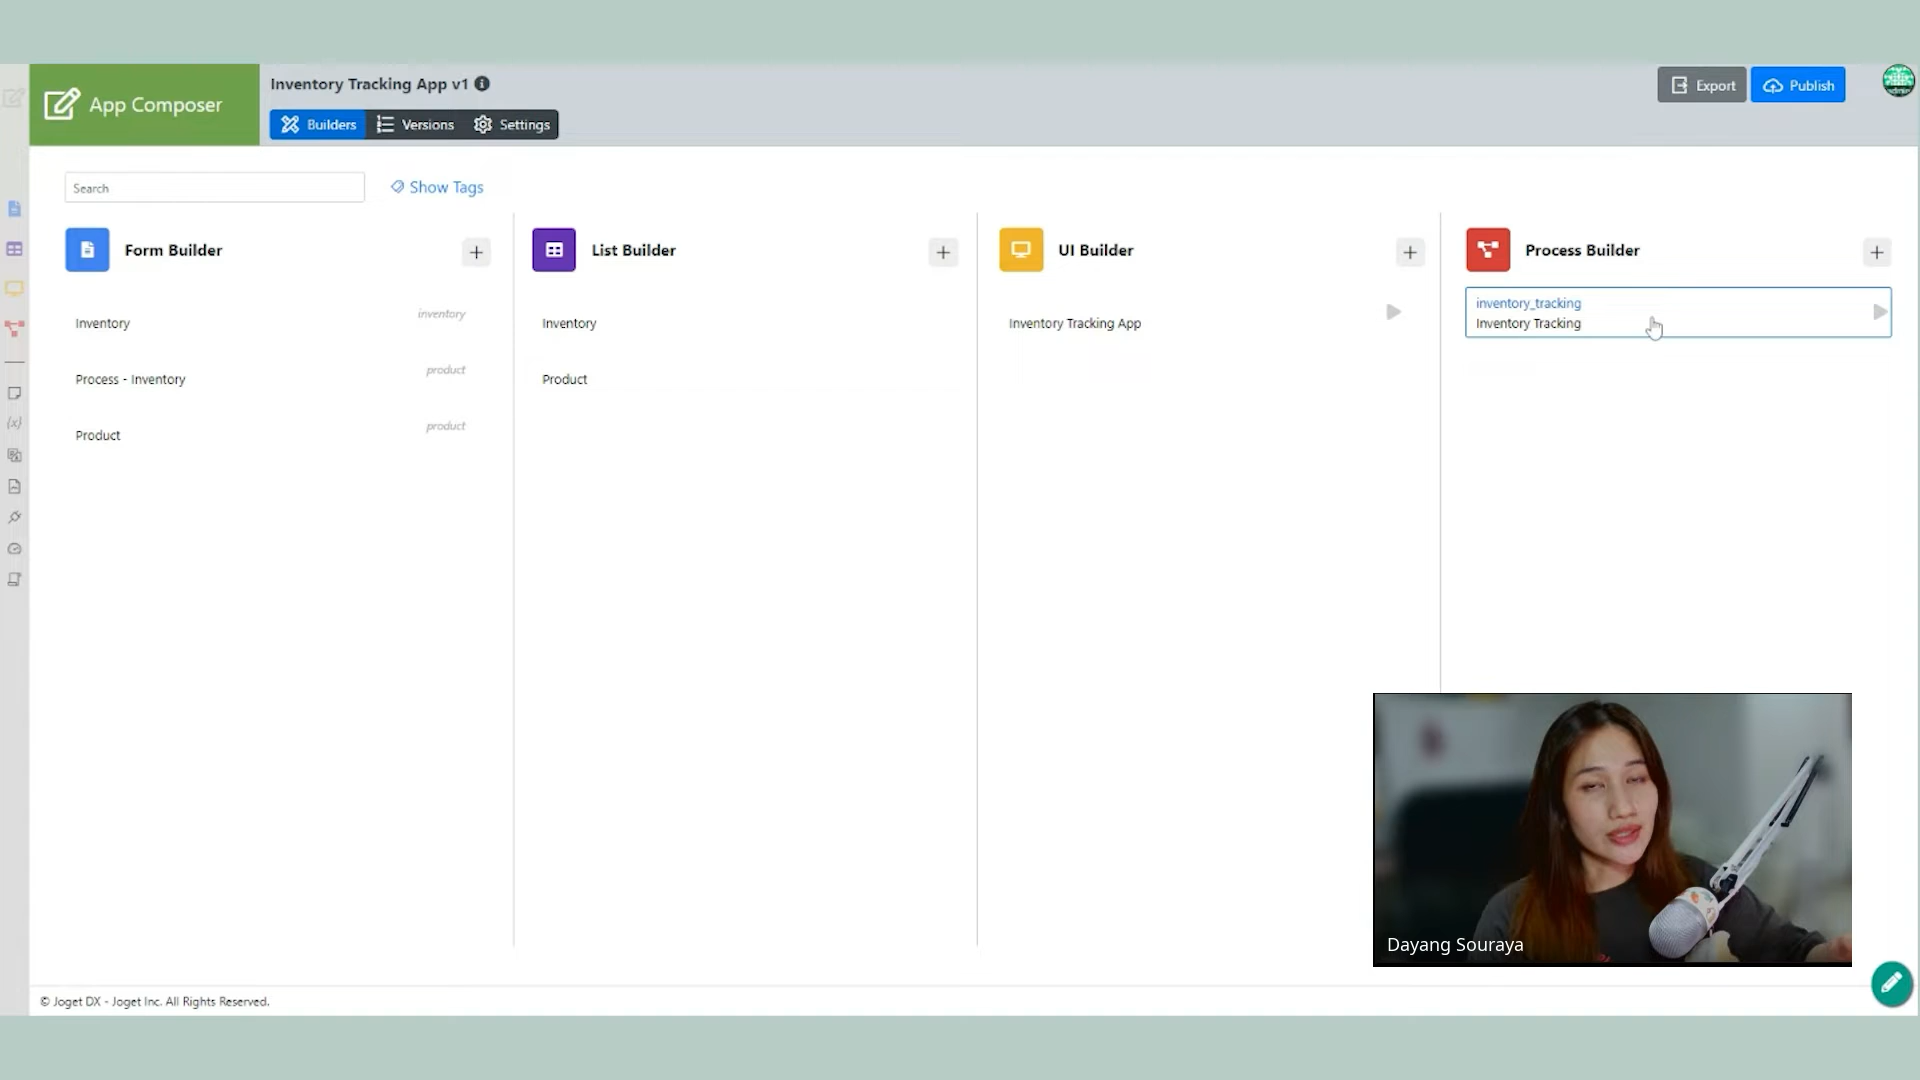 App Composer
Inventory Tracking App v1
Builders
Versions
Settings
Export
Publish
admin
Search
Show Tags
Form Builder
Inventory
inventory
Process - Inventory
product
Product
product
List Builder
Inventory
Product
UI Builder
Inventory Tracking App
Process Builder
inventory_tracking
Inventory Tracking
(x)
Dayang Souraya
© Joget DX - Joget Inc. All Rights Reserved.